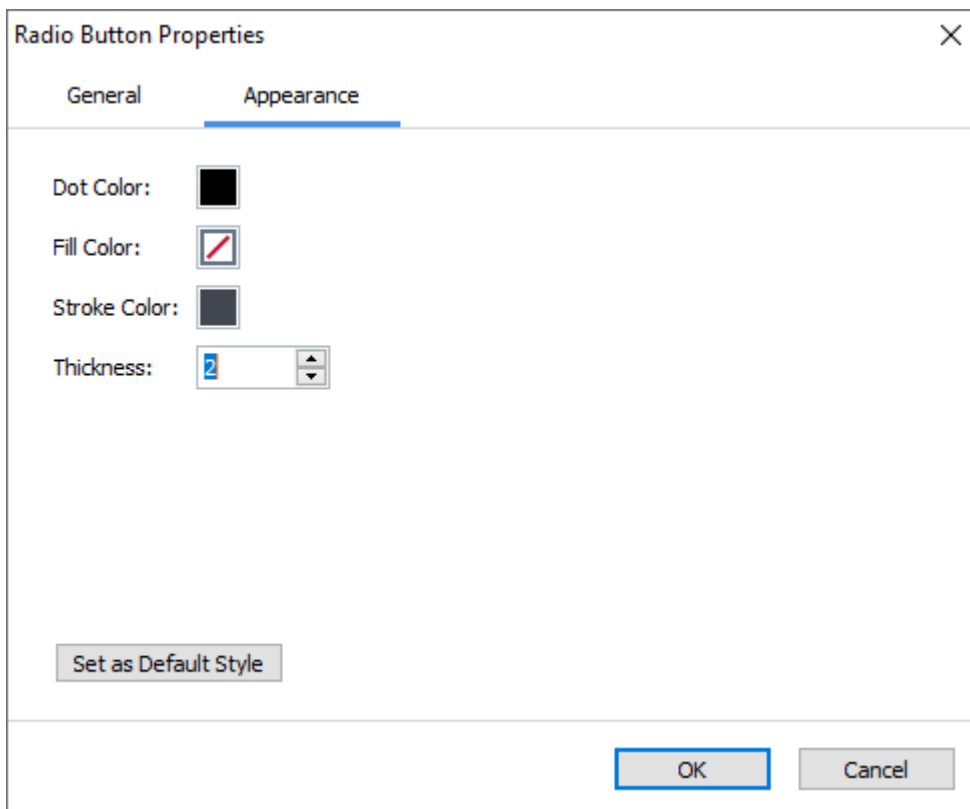 Radio Button Properties
General Appearance
Dot Color:
Fill Color:
Stroke Color:
Thickness: 2
Set as Default Style
OK Cancel